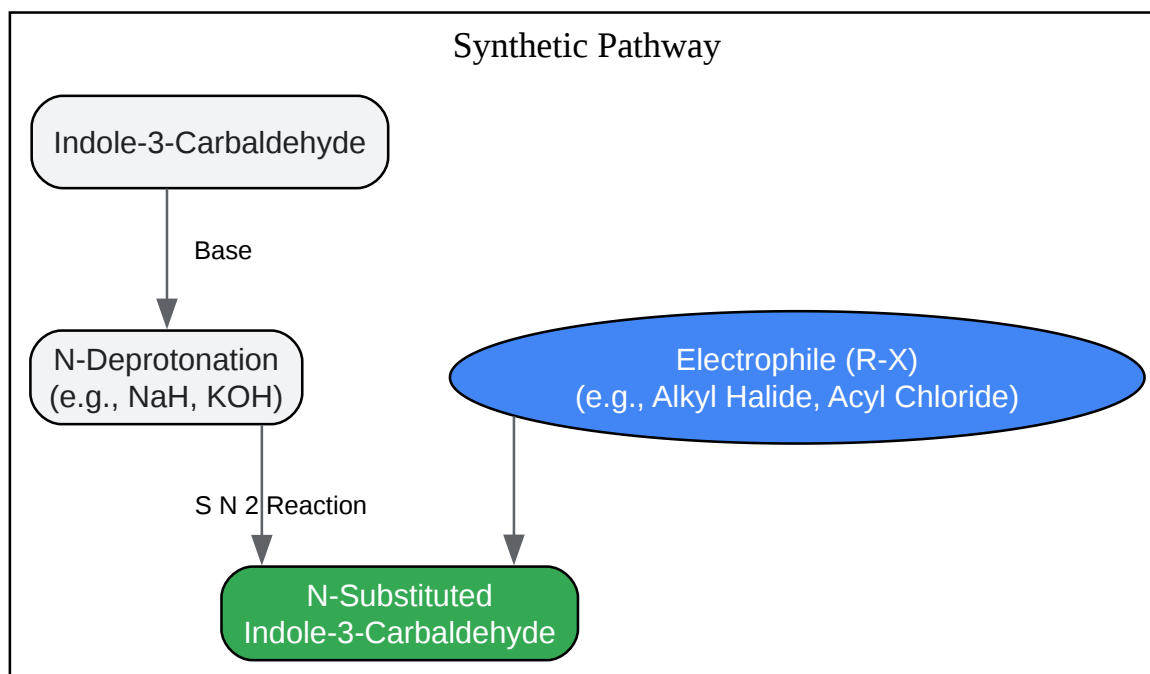 Synthetic Pathway
Indole-3-Carbaldehyde
Base
N-Deprotonation
(e.g., NaH, KOH)
Electrophile (R-X)
(e.g., Alkyl Halide, Acyl Chloride)
S N 2 Reaction
N-Substituted
Indole-3-Carbaldehyde